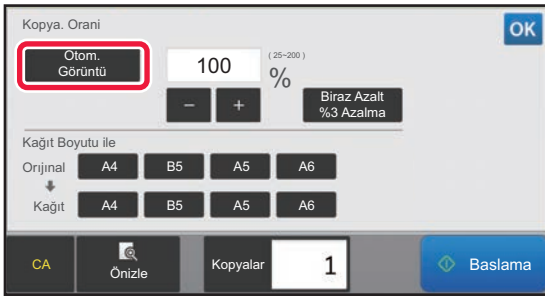 Kopya. Orani
OK
Otom.
Görüntü
100
( 25~200 )
%
−
+
Biraz Azalt
%3 Azalma
Kağıt Boyutu ile
Orıjınal A4 B5 A5 A6
Kağıt A4 B5 A5 A6
CA
Önizle
Kopyalar
1
Baslama